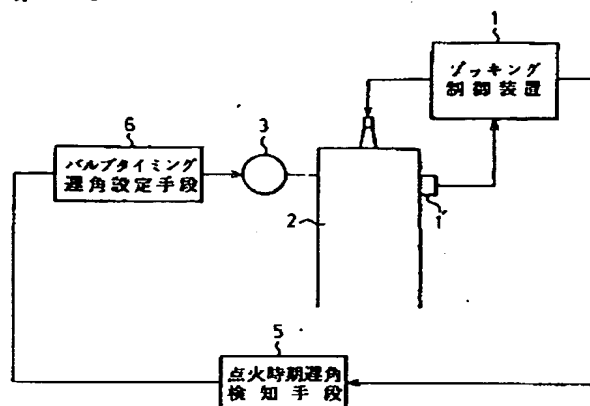 1
ノッキング
制御装置
6
3
バルブタイミング
遅角設定手段
2
1'
5
点火時期遅角
検知手段